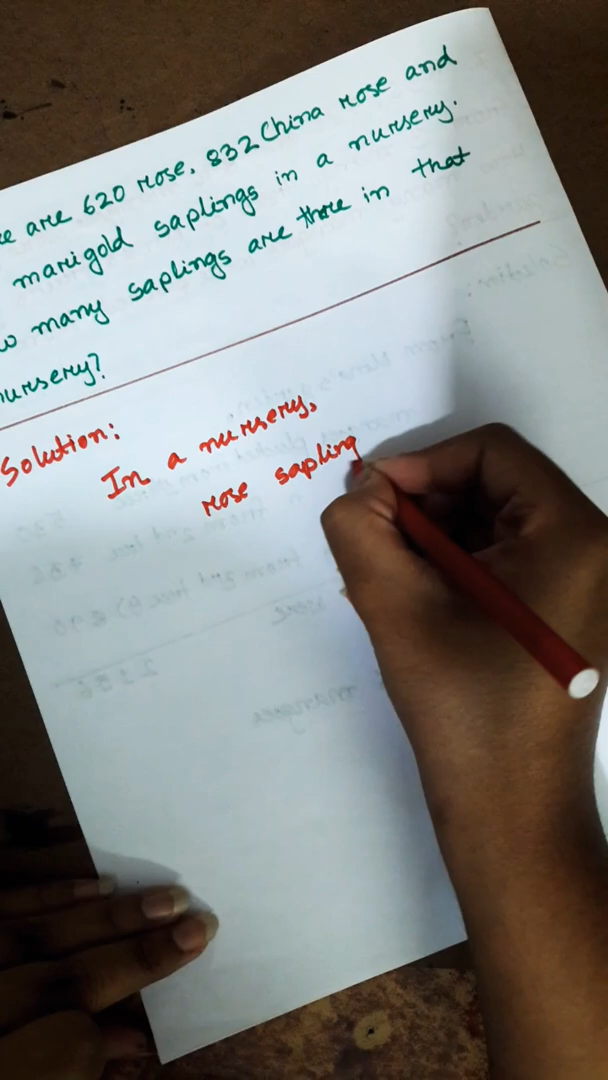 are 620 rose, 832 China rose and
marigold saplings in a nursery.
many saplings are there in that
nursery?
Solution:
In a nursery,
rose sapling